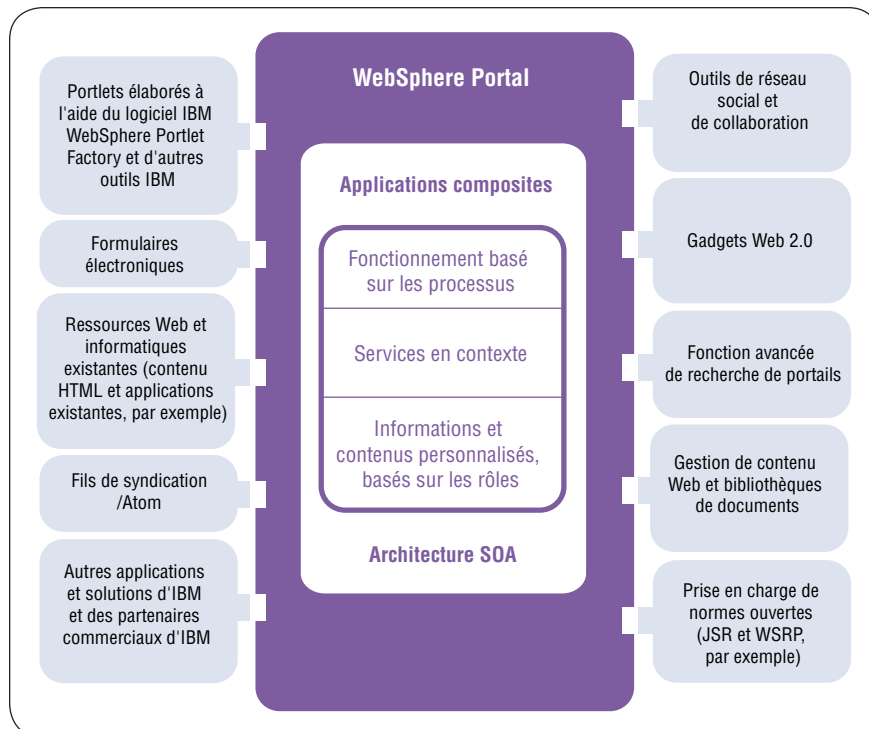 WebSphere Portal
Portlets élaborés à
l'aide du logiciel IBM
WebSphere Portlet
Factory et d'autres
outils IBM
Formulaires
électroniques
Ressources Web et
informatiques
existantes (contenu
HTML et applications
existantes, par exemple)
Fils de syndication
/Atom
Autres applications
et solutions d'IBM
et des partenaires
commerciaux d'IBM
Applications composites
Fonctionnement basé
sur les processus
Services en contexte
Informations et
contenus personnalisés,
basés sur les rôles
Architecture SOA
Outils de réseau
social et
de collaboration
Gadgets Web 2.0
Fonction avancée
de recherche de portails
Gestion de contenu
Web et bibliothèques
de documents
Prise en charge de
normes ouvertes
(JSR et WSRP,
par exemple)